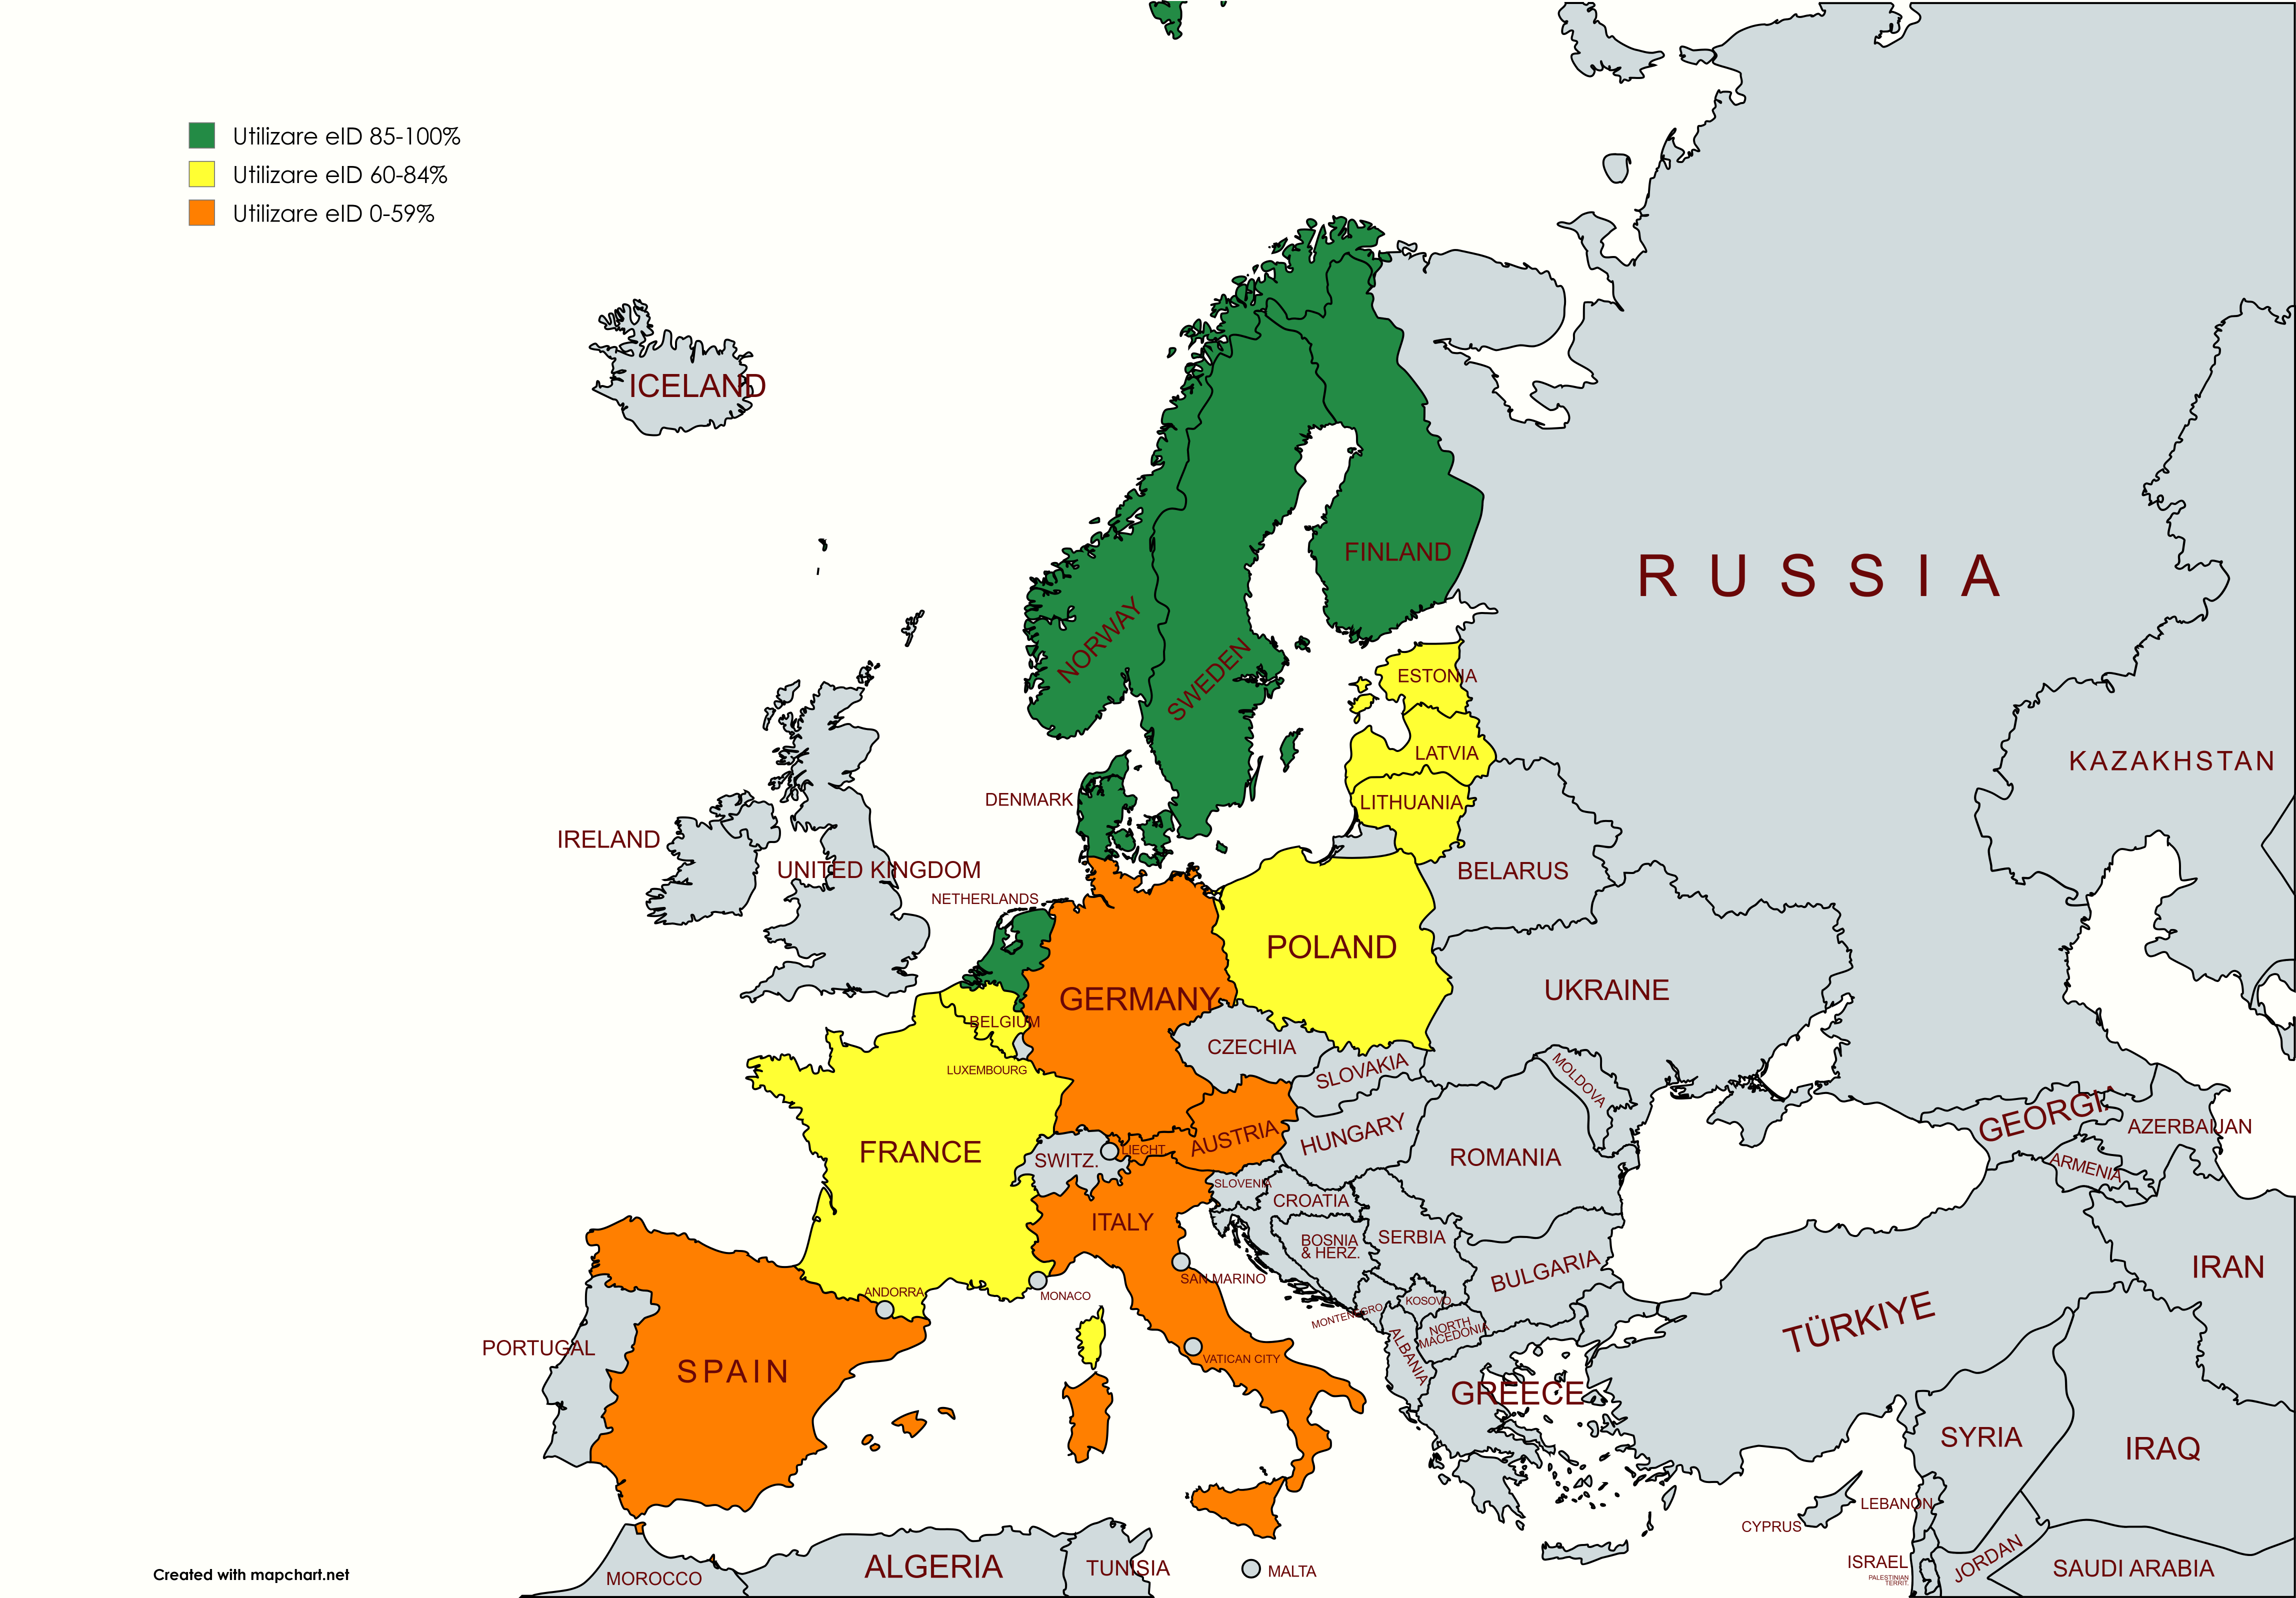 Utilizare eID 85-100%
Utilizare eID 60-84%
Utilizare eID 0-59%
ICELAND
FINLAND
RUSSIA
NORWAY
SWEDEN
ESTONIA
LATVIA
KAZAKHSTAN
DENMARK
LITHUANIA
IRELAND
UNITED KINGDOM
BELARUS
NETHERLANDS
POLAND
GERMANY
UKRAINE
BELGIUM
CZECHIA
LUXEMBOURG
SLOVAKIA
MOLDOVA
GEORGI
AZERBAIJAN
FRANCE
LIECHT.
AUSTRIA
HUNGARY
SWITZ.
ROMANIA
ARMENIA
SLOVENIA
CROATIA
ITALY
BOSNIA
& HERZ.
SERBIA
IRAN
SAN MARINO
BULGARIA
ANDORRA
MONACO
KOSOVO
MONTENEGRO
NORTH
MACEDONIA
TÜRKIYE
PORTUGAL
SPAIN
VATICAN CITY
ALBANIA
GREECE
SYRIA
IRAQ
LEBANON
CYPRUS
ISRAEL
PALESTINIAN
TERRIT.
JORDAN
SAUDI ARABIA
ALGERIA
TUNISIA
MALTA
MOROCCO
Created with mapchart.net